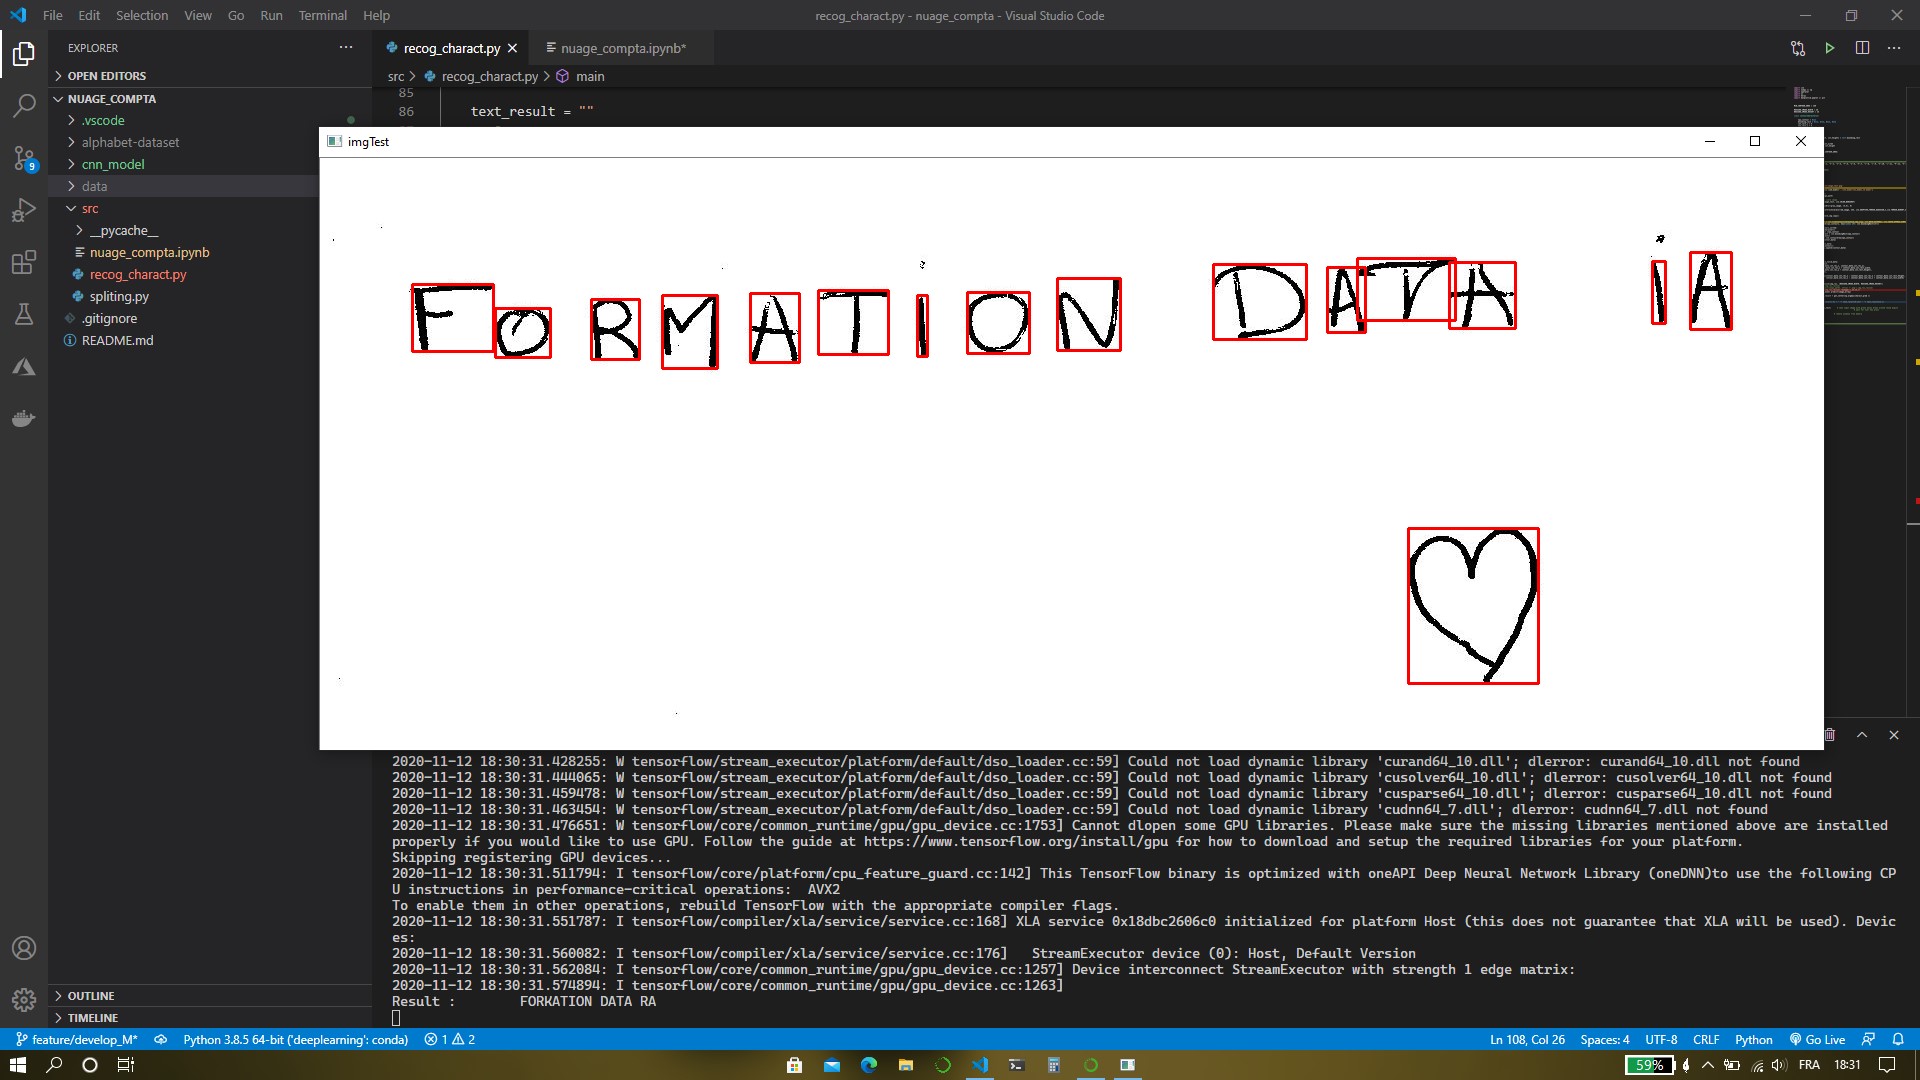 File Edit Selection View Go Run Terminal Help
recog_charact.py - nuage_compta - Visual Studio Code
EXPLORER
OPEN EDITORS
NUAGE_COMPTA
.vscode
alphabet-dataset
cnn_model
data
src
__pycache__
nuage_compta.ipynb
recog_charact.py
spliting.py
.gitignore
README.md
OUTLINE
TIMELINE
9
recog_charact.py
nuage_compta.ipynb*
src > recog_charact.py > main
85
86 text_result = ""
imgTest
FORMATION DATA IA
2020-11-12 18:30:31.428255: W tensorflow/stream_executor/platform/default/dso_loader.cc:59] Could not load dynamic library 'curand64_10.dll'; dlerror: curand64_10.dll not found
2020-11-12 18:30:31.444065: W tensorflow/stream_executor/platform/default/dso_loader.cc:59] Could not load dynamic library 'cusolver64_10.dll'; dlerror: cusolver64_10.dll not found
2020-11-12 18:30:31.459478: W tensorflow/stream_executor/platform/default/dso_loader.cc:59] Could not load dynamic library 'cusparse64_10.dll'; dlerror: cusparse64_10.dll not found
2020-11-12 18:30:31.463454: W tensorflow/stream_executor/platform/default/dso_loader.cc:59] Could not load dynamic library 'cudnn64_7.dll'; dlerror: cudnn64_7.dll not found
2020-11-12 18:30:31.476651: W tensorflow/core/common_runtime/gpu/gpu_device.cc:1753] Cannot dlopen some GPU libraries. Please make sure the missing libraries mentioned above are installed
properly if you would like to use GPU. Follow the guide at https://www.tensorflow.org/install/gpu for how to download and setup the required libraries for your platform.
Skipping registering GPU devices...
2020-11-12 18:30:31.511794: I tensorflow/core/platform/cpu_feature_guard.cc:142] This TensorFlow binary is optimized with oneAPI Deep Neural Network Library (oneDNN)to use the following CP
U instructions in performance-critical operations:  AVX2
To enable them in other operations, rebuild TensorFlow with the appropriate compiler flags.
2020-11-12 18:30:31.551787: I tensorflow/compiler/xla/service/service.cc:168] XLA service 0x18dbc2606c0 initialized for platform Host (this does not guarantee that XLA will be used). Devic
es:
2020-11-12 18:30:31.560082: I tensorflow/compiler/xla/service/service.cc:176]   StreamExecutor device (0): Host, Default Version
2020-11-12 18:30:31.562084: I tensorflow/core/common_runtime/gpu/gpu_device.cc:1257] Device interconnect StreamExecutor with strength 1 edge matrix:
2020-11-12 18:30:31.574894: I tensorflow/core/common_runtime/gpu/gpu_device.cc:1263]
Result : FORKATION DATA RA
feature/develop_M* Python 3.8.5 64-bit ('deeplearning': conda) 1 2 Ln 108, Col 26 Spaces: 4 UTF-8 CRLF Python Go Live
59% FRA 18:31